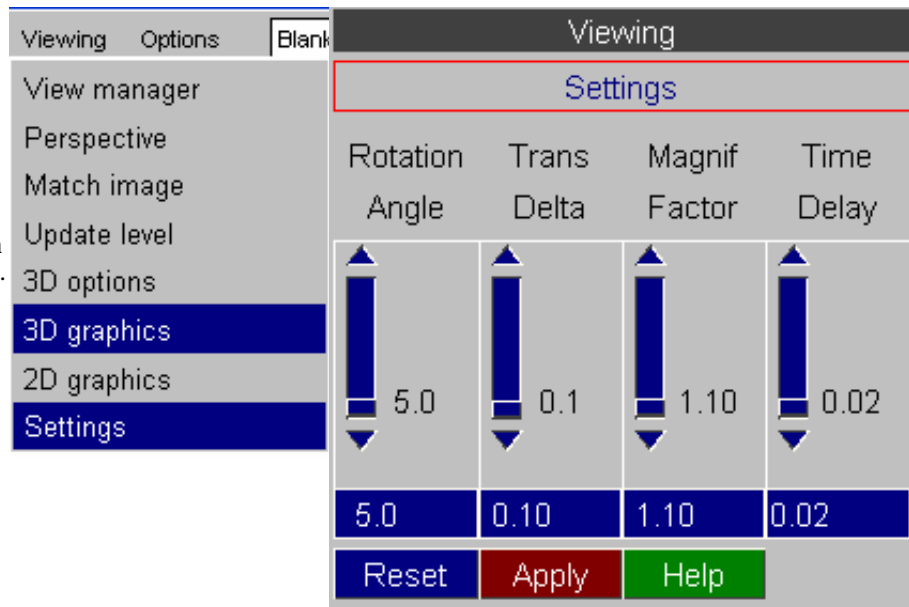 Viewing Options Blank
View manager
Perspective
Match image
Update level
3D options
3D graphics
2D graphics
Settings
Viewing
Settings
Rotation Trans Magnif Time
Angle Delta Factor Delay
5.0 0.1 1.10 0.02
5.0 0.10 1.10 0.02
Reset Apply Help